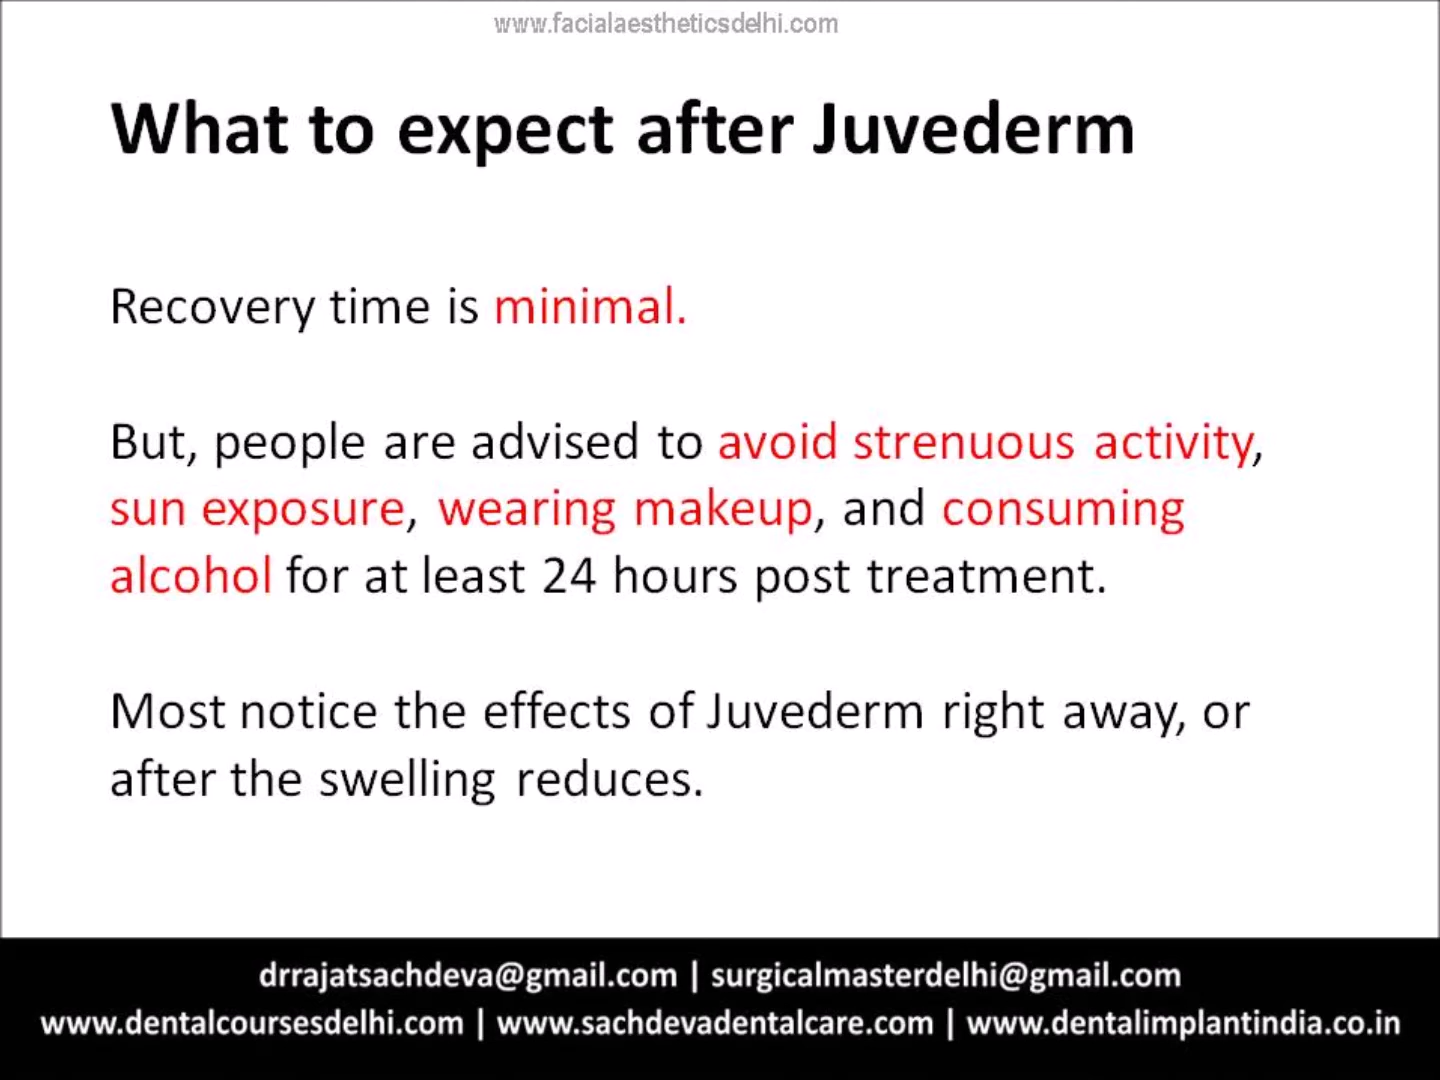 www.facialaestheticsdelhi.com
What to expect after Juvederm
Recovery time is minimal.
But, people are advised to avoid strenuous activity,
sun exposure, wearing makeup, and consuming
alcohol for at least 24 hours post treatment.
Most notice the effects of Juvederm right away, or
after the swelling reduces.
drrajatsachdeva@gmail.com | surgicalmasterdelhi@gmail.com
www.dentalcoursesdelhi.com | www.sachdevadentalcare.com | www.dentalimplantindia.co.in